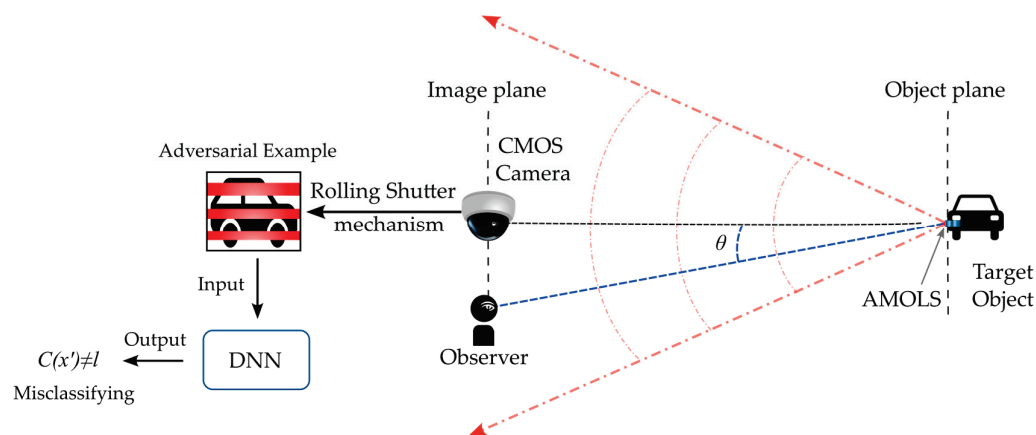 Image plane
Object plane
CMOS
Camera
Adversarial Example
Rolling Shutter
mechanism
θ
Input
AMOLS
Target
Object
Observer
Output
DNN
C(x')≠l
Misclassifying